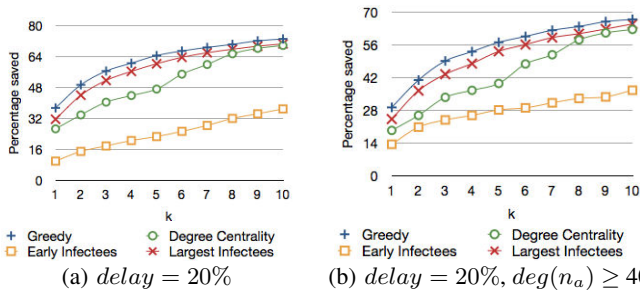 80
64
48
32
16
0
Percentage saved
1 2 3 4 5 6 7 8 9 10
k
Greedy
Degree Centrality
Early Infectees
Largest Infectees
(a) delay = 20%
70
56
42
28
14
0
Percentage saved
1 2 3 4 5 6 7 8 9 10
k
Greedy
Degree Centrality
Early Infectees
Largest Infectees
(b) delay = 20%, deg(nₐ) ≥ 40